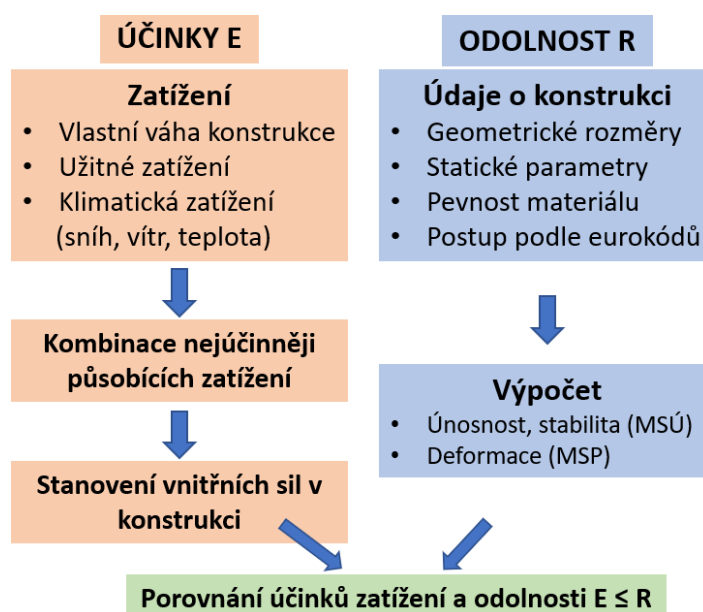 ÚČINKY E
Zatížení
• Vlastní váha konstrukce
• Užitné zatížení
• Klimatická zatížení
(sníh, vítr, teplota)
Kombinace nejúčinněji
působících zatížení
Stanovení vnitřních sil v
konstrukci
ODOLNOST R
Údaje o konstrukci
• Geometrické rozměry
• Statické parametry
• Pevnost materiálu
• Postup podle eurokódů
Výpočet
• Únosnost, stabilita (MSÚ)
• Deformace (MSP)
Porovnání účinků zatížení a odolnosti E ≤ R